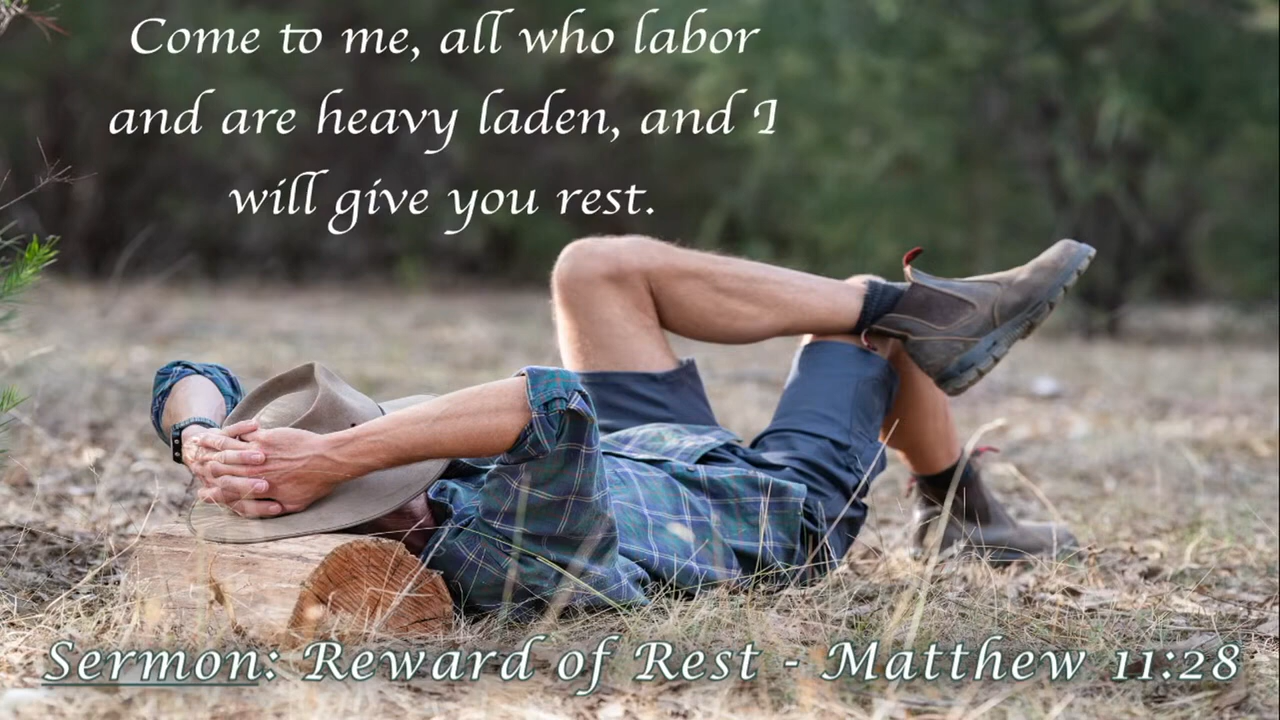 Come to me, all who labor
and are heavy laden, and I
will give you rest.
Sermon: Reward of Rest - Matthew 11:28